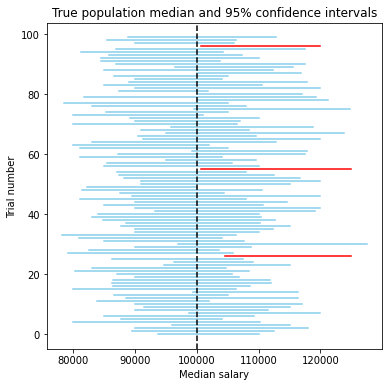 True population median and 95% confidence intervals
100
80
60
40
20
0
Trial number
80000 90000 100000 110000 120000
Median salary